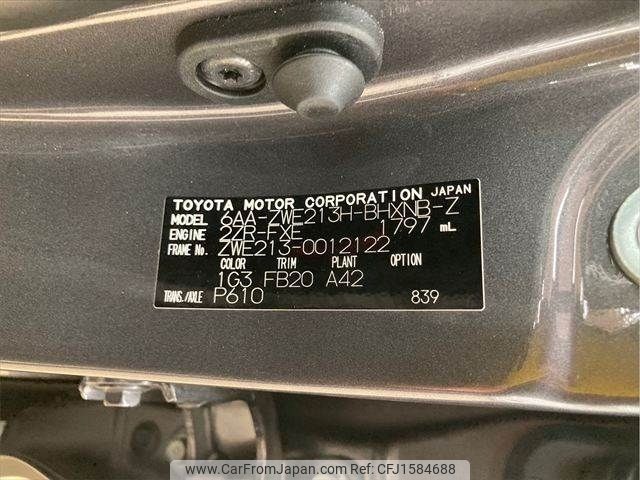 TOYOTA MOTOR CORPORATION JAPAN
MODEL 6AA-ZWE213H-BHXNB-Z
ENGINE 2ZR-FXE 1797 mL
FRAME No. ZWE213-0012122
COLOR TRIM PLANT OPTION
1G3 FB20 A42
TRANS./AXLE P610 839
www.CarFromJapan.com Ref No: CFJ1584688